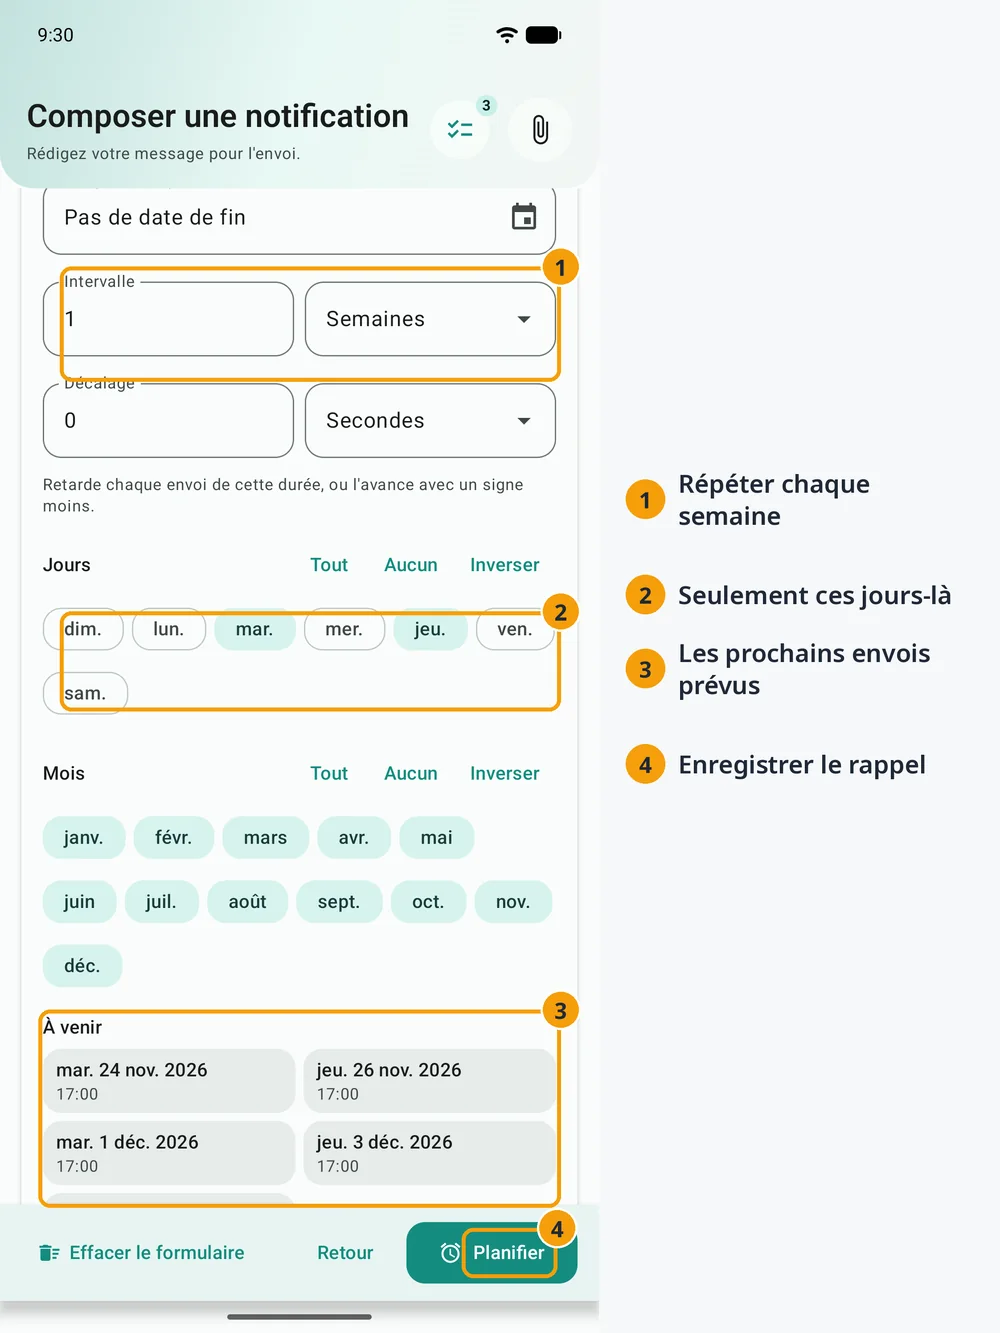 9:30
Composer une notification
3
Rédigez votre message pour l'envoi.
Pas de date de fin
1
Intervalle
1
Semaines
Décalage
0
Secondes
Retarde chaque envoi de cette durée, ou l'avance avec un signe
moins.
Jours
Tout
Aucun
Inverser
2
dim.
lun.
mar.
mer.
jeu.
ven.
sam.
Mois
Tout
Aucun
Inverser
janv.
févr.
mars
avr.
mai
juin
juil.
août
sept.
oct.
nov.
déc.
3
À venir
mar. 24 nov. 2026
17:00
jeu. 26 nov. 2026
17:00
mar. 1 déc. 2026
17:00
jeu. 3 déc. 2026
17:00
4
Effacer le formulaire
Retour
Planifier
1
Répéter chaque
semaine
2
Seulement ces jours-là
3
Les prochains envois
prévus
4
Enregistrer le rappel